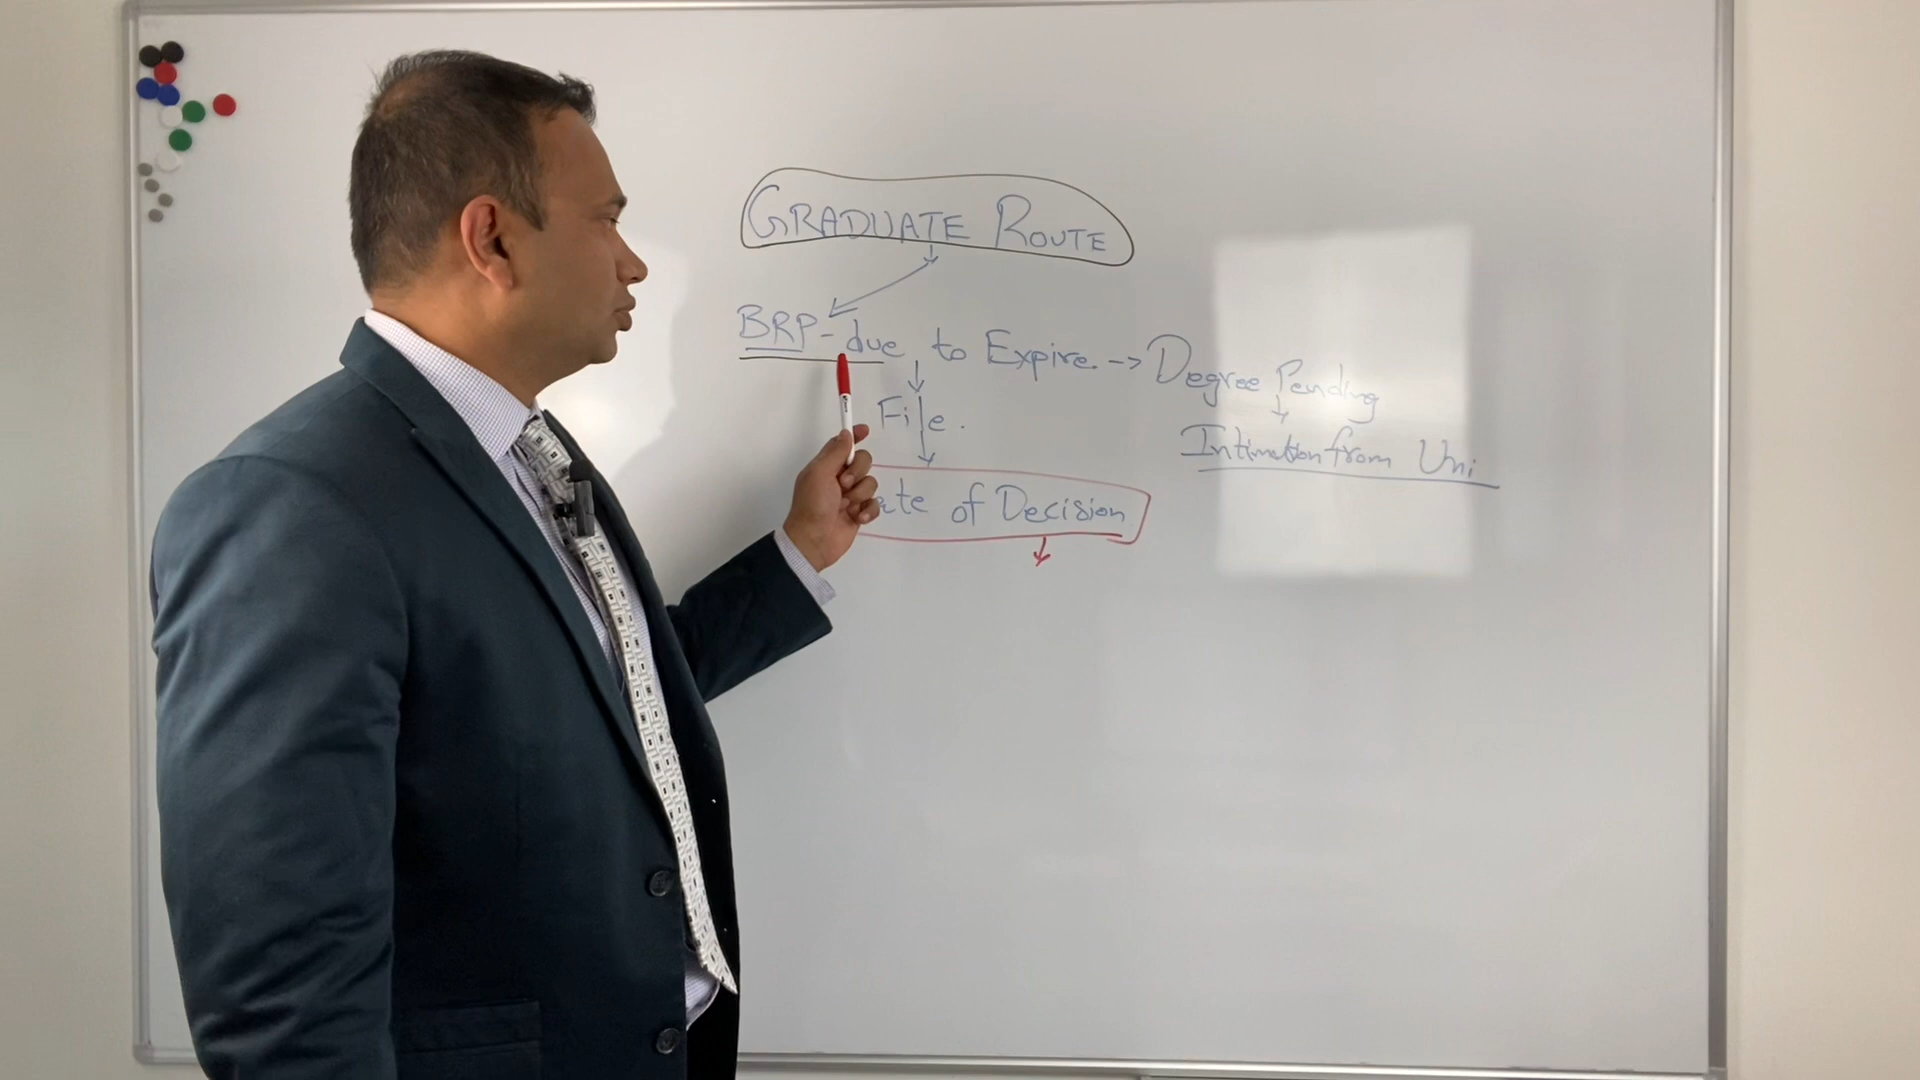 GRADUATE ROUTE
BRP - due to Expire. -> Degree Pending
File.
Intimation from Uni
ate of Decision